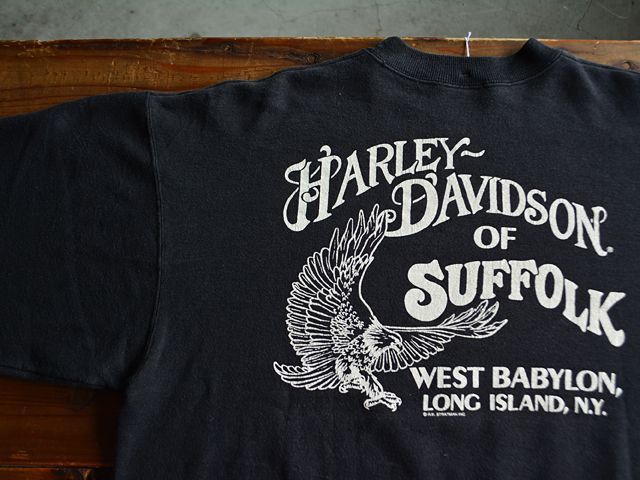 HARLEY-
DAVIDSON
OF
SUFFOLK
WEST BABYLON,
LONG ISLAND, N.Y.